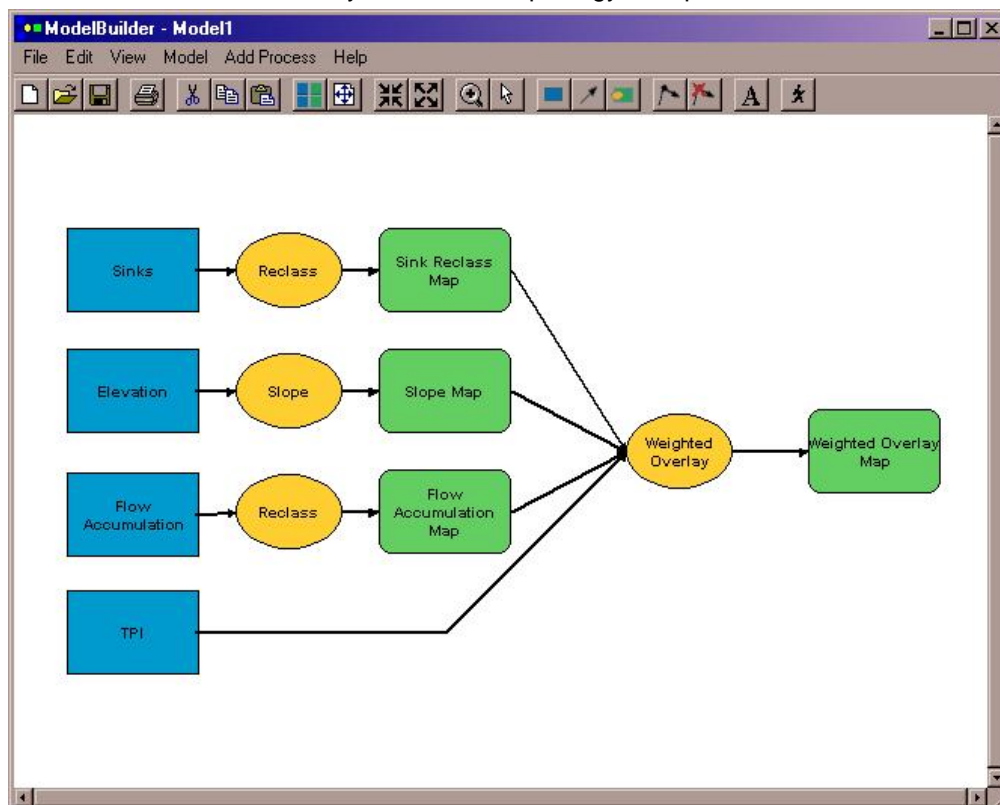 ModelBuilder - Model1
File Edit View Model Add Process Help
A
Sinks
Reclass
Sink Reclass
Map
Elevation
Slope
Slope Map
Flow
Accumulation
Reclass
Flow
Accumulation
Map
TPI
Weighted
Overlay
Weighted Overlay
Map